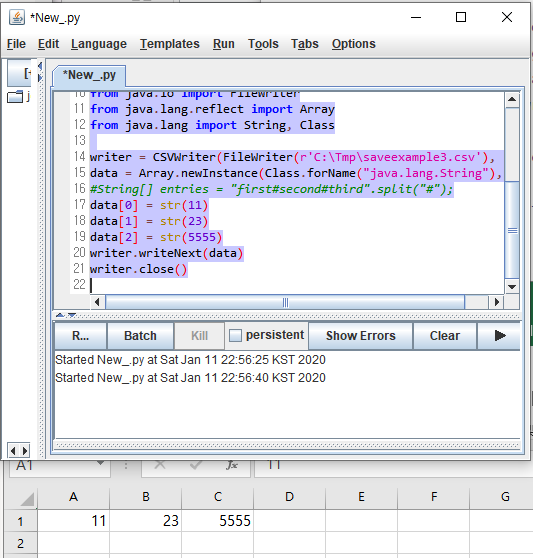 *New_.py
File Edit Language Templates Run Tools Tabs Options
*New_.py
10 from java.io import FileWriter
11 from java.lang.reflect import Array
12 from java.lang import String, Class
13
14 writer = CSVWriter(FileWriter(r'C:\Tmp\saveexample3.csv'),
15 data = Array.newInstance(Class.forName("java.lang.String"),
16 #String[] entries = "first#second#third".split("#");
17 data[0] = str(11)
18 data[1] = str(23)
19 data[2] = str(5555)
20 writer.writeNext(data)
21 writer.close()
22
R... Batch Kill persistent Show Errors Clear
Started New_.py at Sat Jan 11 22:56:25 KST 2020
Started New_.py at Sat Jan 11 22:56:40 KST 2020
A1 fx 11
A B C D E F G
1 11 23 5555
2